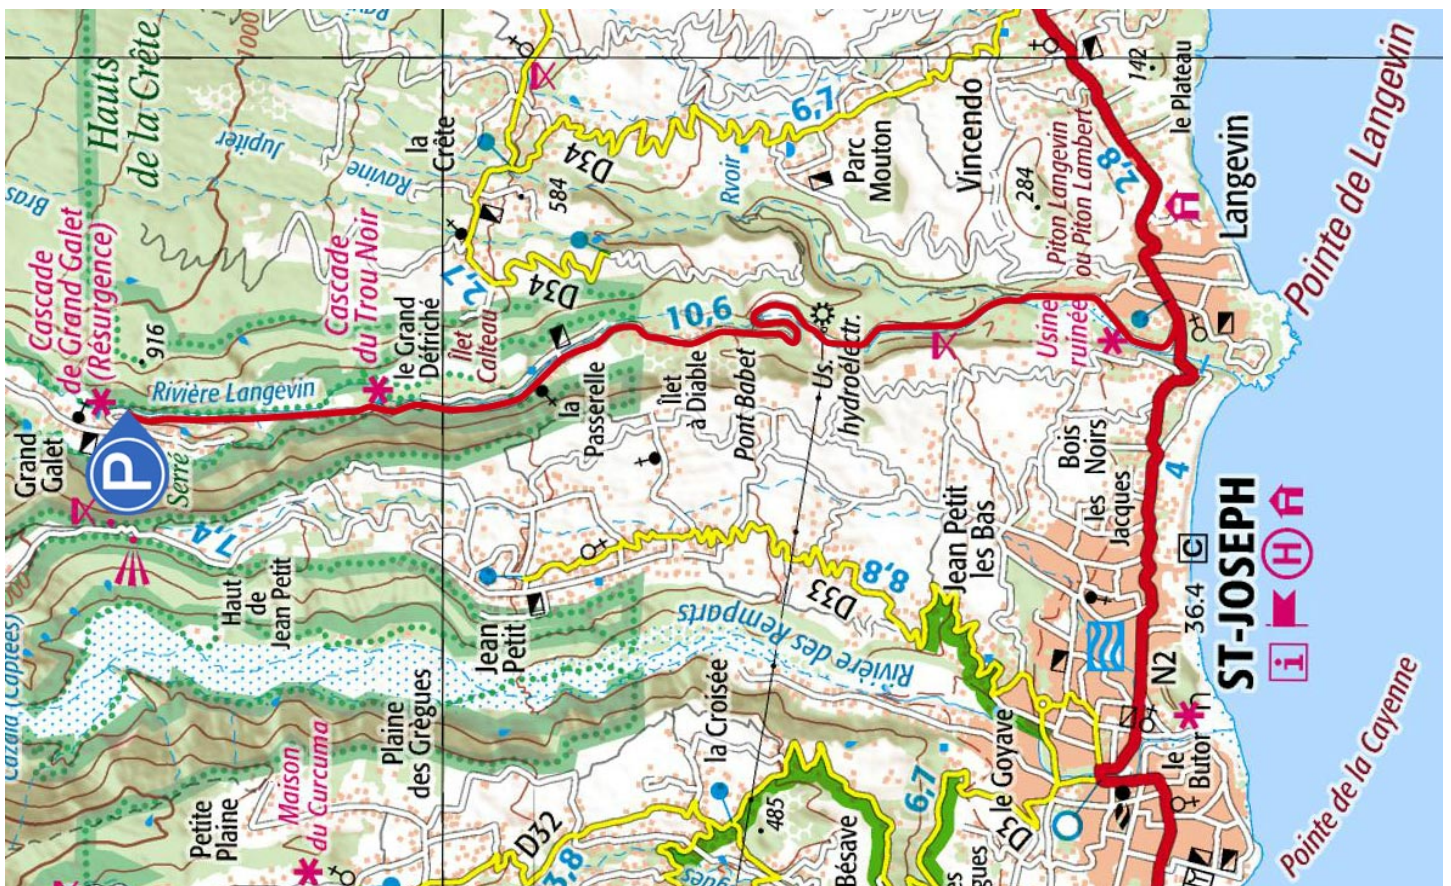 Hauts
de la Crête
1000
Bras
Jupiter
Ravine
la
Crête
D34
584
6,7
Rvoir
Parc
Mouton
Vincendo
284
142
le Plateau
Piton Langevin
ou Piton Lambert
2,8
Langevin
Pointe de Langevin
Cascade
de Grand Galet
(Résurgence)
916
Cascade
du Trou Noir
2,7
D34
le Grand
Défriché
Îlet
Calteau
10,6
Rivière Langevin
Grand
Galet
P
Serré
la
Passerelle
Îlet
à Diable
Pont Babet
Us.
hydroélectr.
Usine
ruinée
Bois
Noirs
les
Jacques
4
7,4
Haut
de
Jean Petit
Jean
Petit
D33
8,8
Jean Petit
les Bas
Rivière des Remparts
C
36.4
ST-JOSEPH
H
i
N2
Cazala (Captées)
Plaine
des Grègues
Petite
Plaine
Maison
du Curcuma
la Croisée
D32
3,8
485
Bésave
6,7
le Goyave
D3
le
Butor
Pointe de la Cayenne